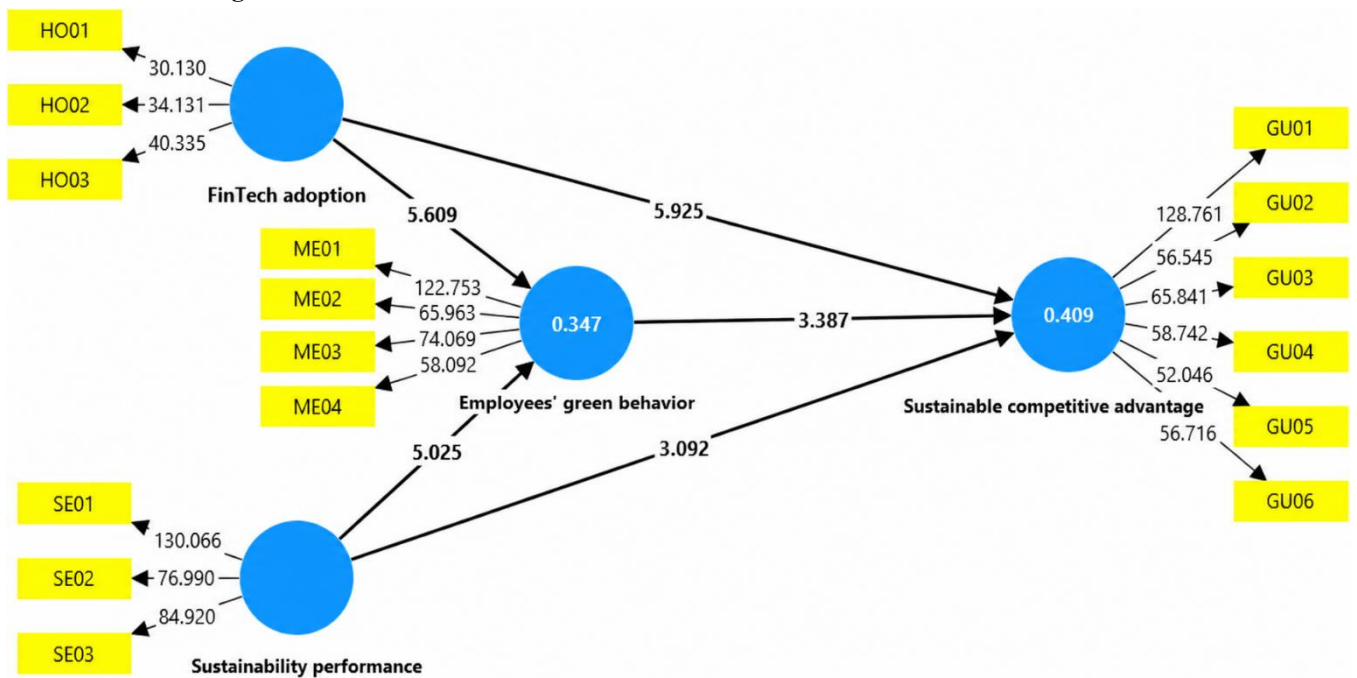 HO01
30.130
HO02
34.131
HO03
40.335
FinTech adoption
5.609
5.925
ME01
122.753
ME02
65.963
ME03
74.069
ME04
58.092
0.347
Employees' green behavior
3.387
0.409
Sustainable competitive advantage
GU01
128.761
GU02
56.545
GU03
65.841
GU04
58.742
GU05
52.046
GU06
56.716
5.025
3.092
SE01
130.066
SE02
76.990
SE03
84.920
Sustainability performance